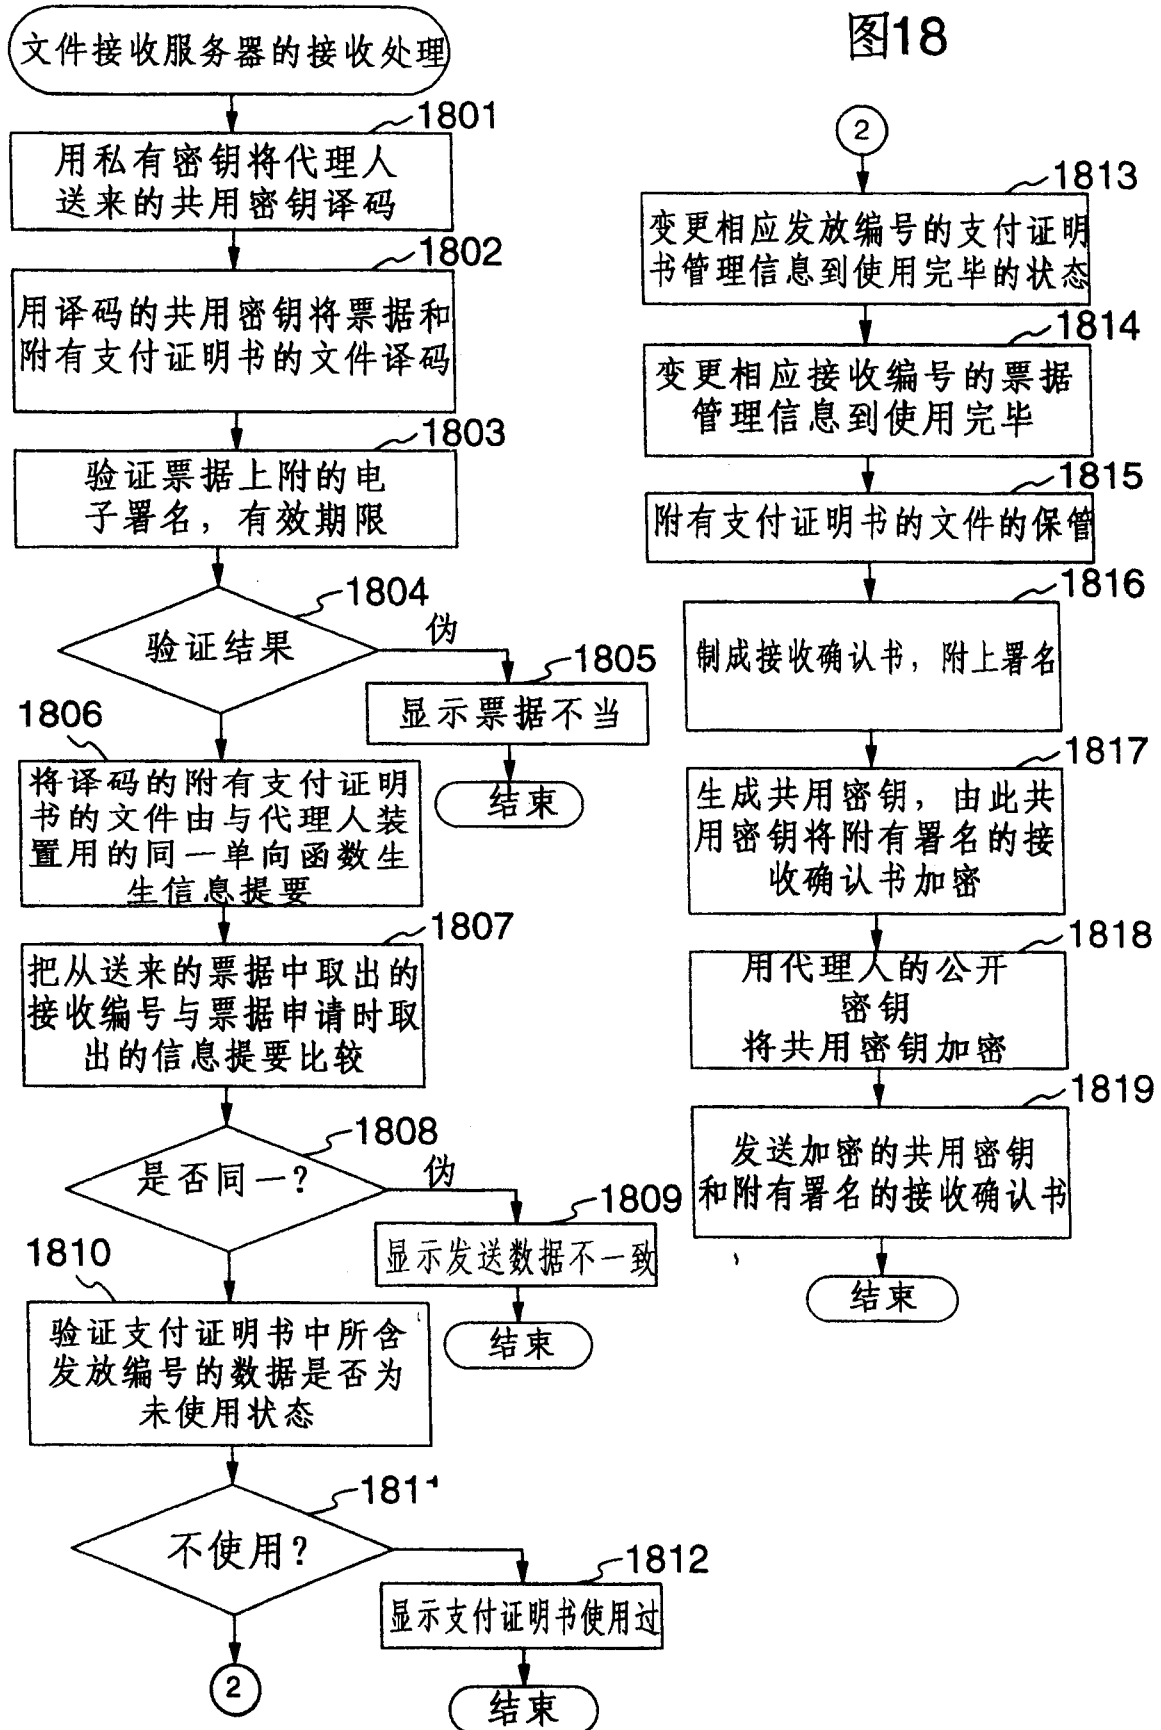 图18
文件接收服务器的接收处理
1801
用私有密钥将代理人
送来的共用密钥译码
1802
用译码的共用密钥将票据和
附有支付证明书的文件译码
1803
验证票据上附的电
子署名，有效期限
1804
验证结果
伪
1805
显示票据不当
结束
1806
将译码的附有支付证明
书的文件由与代理人装
置用的同一单向函数生
生信息提要
1807
把从送来的票据中取出的
接收编号与票据申请时取
出的信息提要比较
1808
是否同一？
伪
1809
显示发送数据不一致
结束
1810
验证支付证明书中所含
发放编号的数据是否为
未使用状态
1811
不使用？
1812
显示支付证明书使用过
结束
2
2
1813
变更相应发放编号的支付证明
书管理信息到使用完毕的状态
1814
变更相应接收编号的票据
管理信息到使用完毕
1815
附有支付证明书的文件的保管
1816
制成接收确认书，附上署名
1817
生成共用密钥，由此共
用密钥将附有署名的接
收确认书加密
1818
用代理人的公开
密钥
将共用密钥加密
1819
发送加密的共用密钥
和附有署名的接收确认书
结束